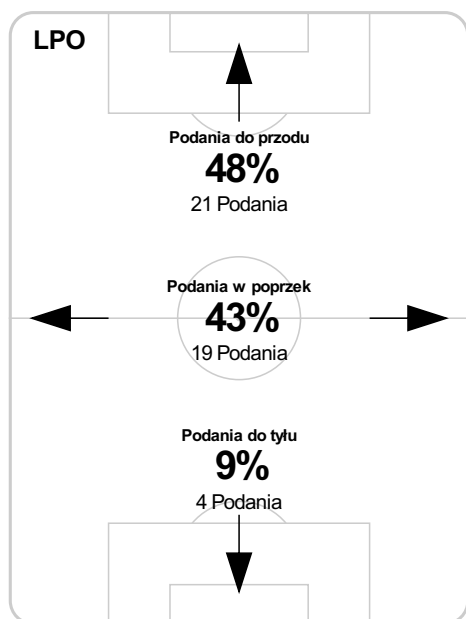 LPO
Podania do przodu
48%
21 Podania
Podania w poprzek
43%
19 Podania
Podania do tyłu
9%
4 Podania